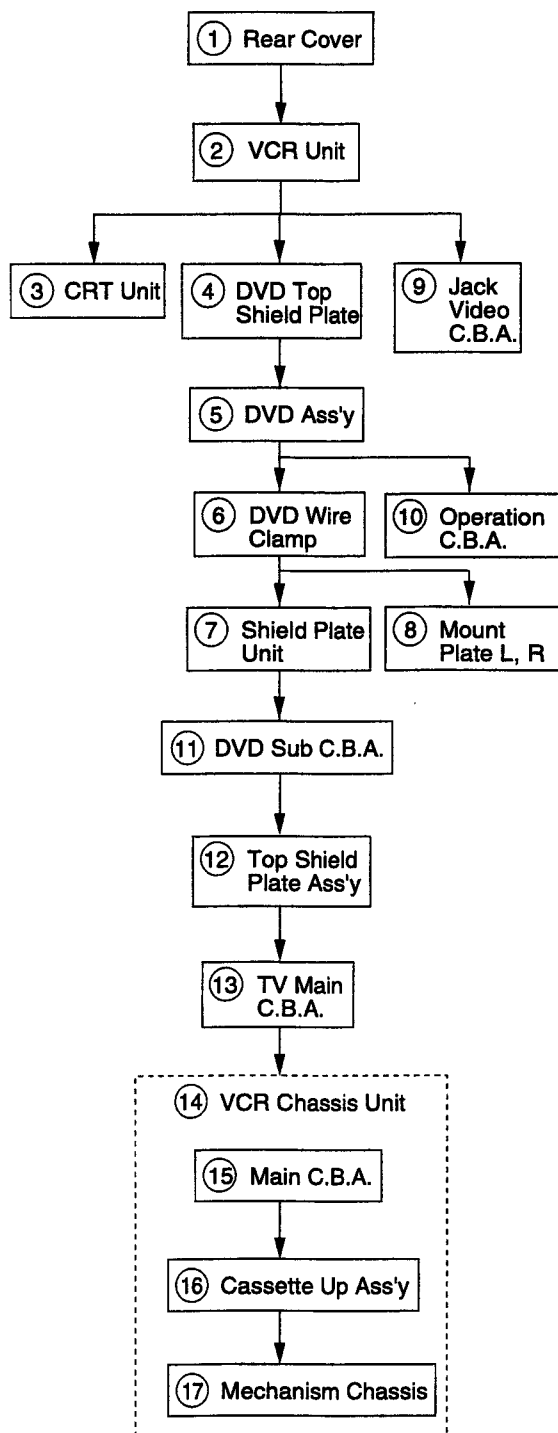 1 Rear Cover
2 VCR Unit
3 CRT Unit
4 DVD Top
Shield Plate
9 Jack
Video
C.B.A.
5 DVD Ass'y
6 DVD Wire
Clamp
10 Operation
C.B.A.
7 Shield Plate
Unit
8 Mount
Plate L, R
11 DVD Sub C.B.A.
12 Top Shield
Plate Ass'y
13 TV Main
C.B.A.
14 VCR Chassis Unit
15 Main C.B.A.
16 Cassette Up Ass'y
17 Mechanism Chassis